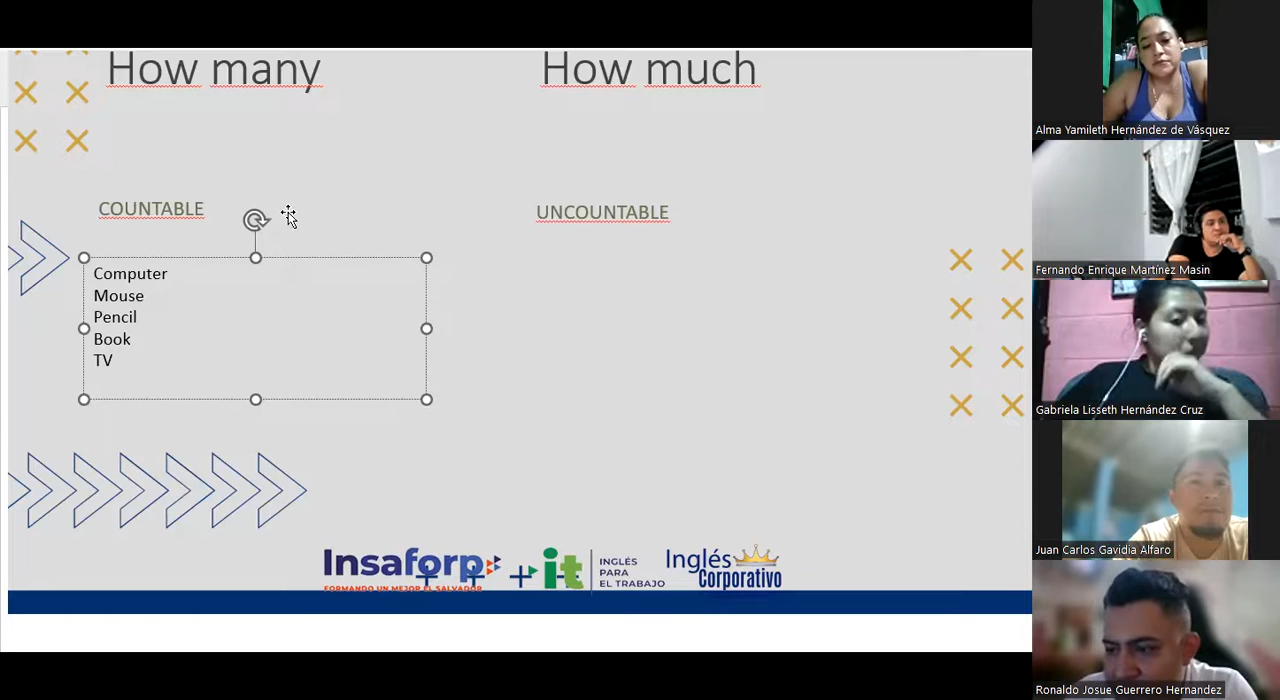 How many
How much
COUNTABLE
UNCOUNTABLE
Computer
Mouse
Pencil
Book
TV
Insaforp
FORMANDO UN MEJOR EL SALVADOR
it
INGLÉS
PARA
EL TRABAJO
Inglés
Corporativo
Alma Yamileth Hernández de Vásquez
Fernando Enrique Martínez Masin
Gabriela Lisseth Hernández Cruz
Juan Carlos Gavidia Alfaro
Ronaldo Josue Guerrero Hernandez